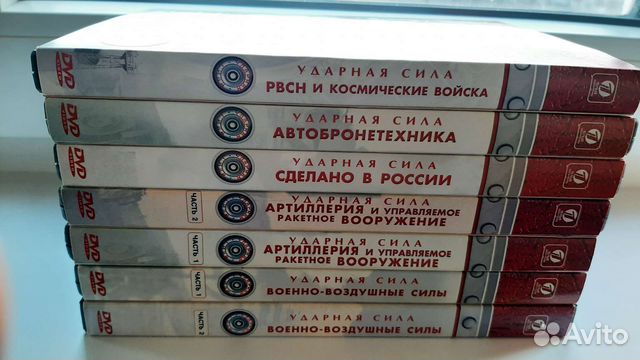 DVD
УДАРНАЯ СИЛА
РВСН И КОСМИЧЕСКИЕ ВОЙСКА
DVD
УДАРНАЯ СИЛА
АВТОБРОНЕТЕХНИКА
DVD
УДАРНАЯ СИЛА
СДЕЛАНО В РОССИИ
DVD
ЧАСТЬ 2
УДАРНАЯ СИЛА
АРТИЛЛЕРИЯ И УПРАВЛЯЕМОЕ
РАКЕТНОЕ ВООРУЖЕНИЕ
DVD
ЧАСТЬ 1
УДАРНАЯ СИЛА
АРТИЛЛЕРИЯ И УПРАВЛЯЕМОЕ
РАКЕТНОЕ ВООРУЖЕНИЕ
DVD
ЧАСТЬ 1
УДАРНАЯ СИЛА
ВОЕННО-ВОЗДУШНЫЕ СИЛЫ
DVD
ЧАСТЬ 2
УДАРНАЯ СИЛА
ВОЕННО-ВОЗДУШНЫЕ СИЛЫ
Avito